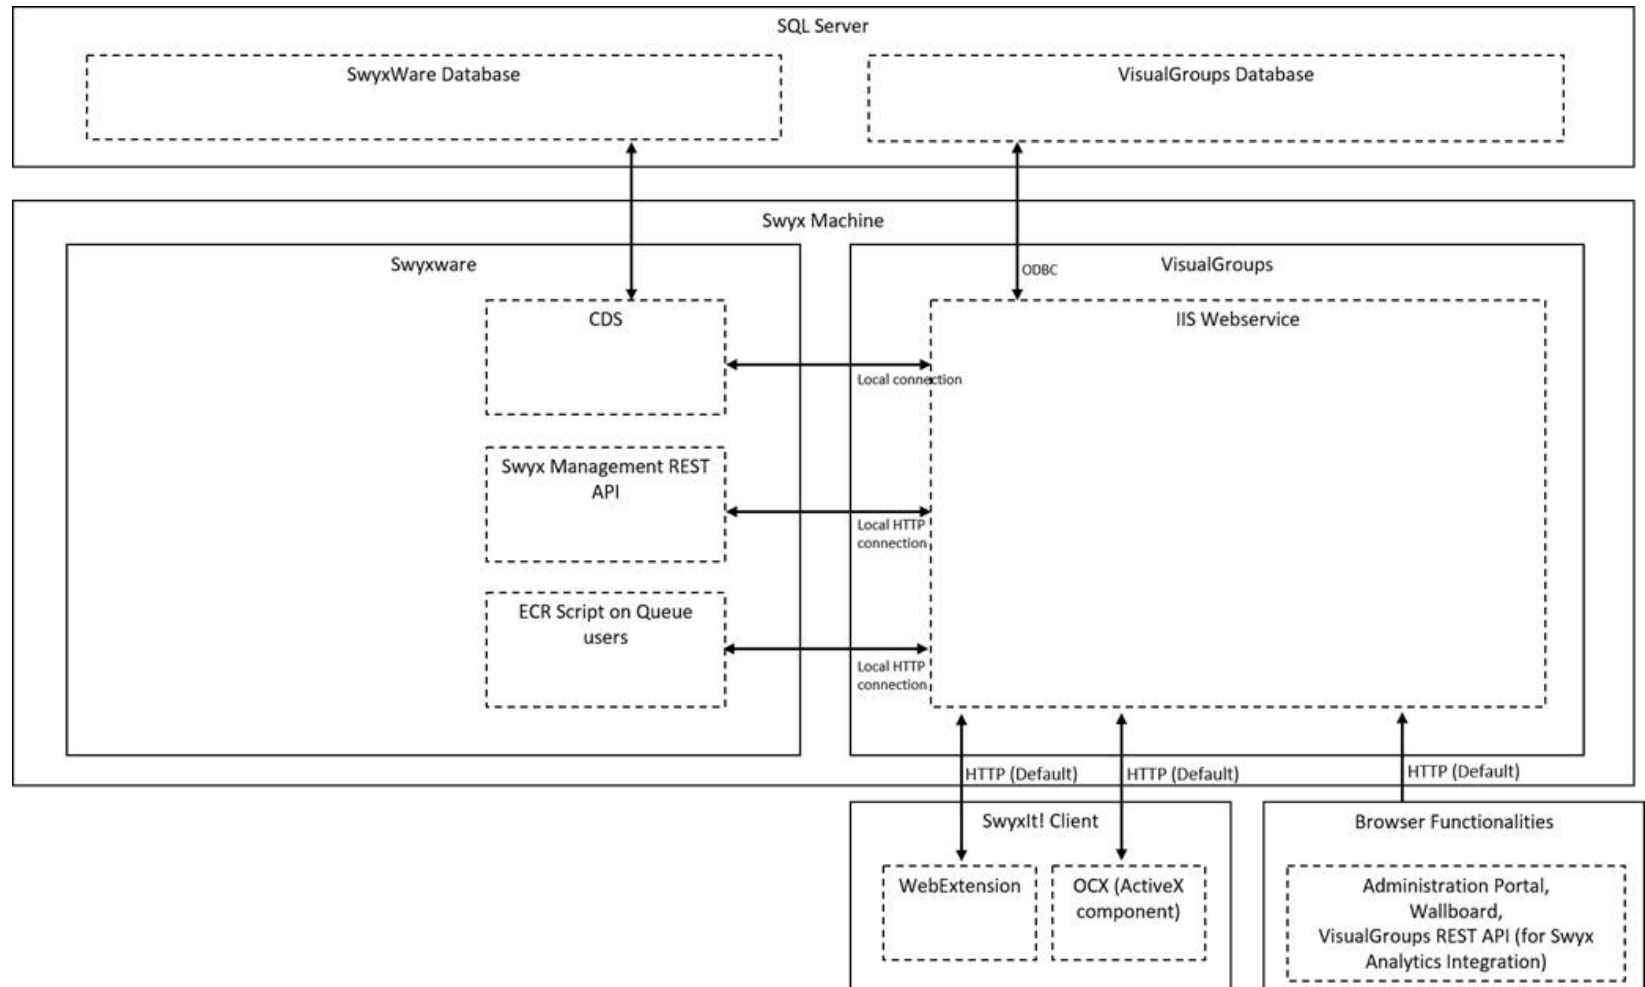 SQL Server
SwyxWare Database
VisualGroups Database
Swyx Machine
Swyxware
VisualGroups
ODBC
CDS
IIS Webservice
Local connection
Swyx Management REST
API
Local HTTP
connection
ECR Script on Queue
users
Local HTTP
connection
HTTP (Default)
HTTP (Default)
HTTP (Default)
SwyxIt! Client
WebExtension
OCX (ActiveX
component)
Browser Functionalities
Administration Portal,
Wallboard,
VisualGroups REST API (for Swyx
Analytics Integration)